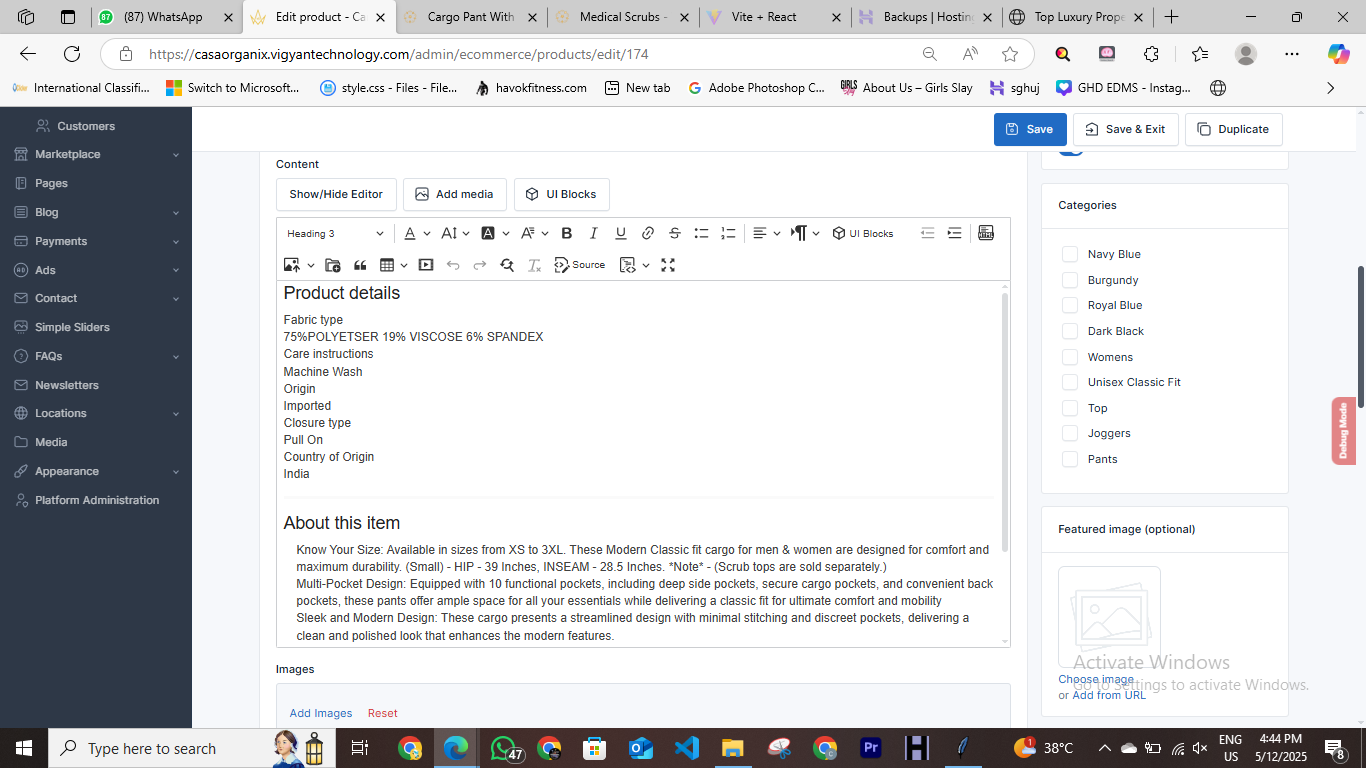 (87) WhatsApp
Edit product - Ca
Cargo Pant With
Medical Scrubs -
Vite + React
Backups | Hosting
Top Luxury Prope
https://casaorganix.vigyantechnology.com/admin/ecommerce/products/edit/174
International Classifi...
Switch to Microsoft...
style.css - Files - File...
havokfitness.com
New tab
Adobe Photoshop C...
About Us – Girls Slay
sghuj
GHD EDMS - Instag...
Customers
Marketplace
Pages
Blog
Payments
Ads
Contact
Simple Sliders
FAQs
Newsletters
Locations
Media
Appearance
Platform Administration
Save
Save & Exit
Duplicate
Content
Show/Hide Editor
Add media
UI Blocks
Heading 3
UI Blocks
Source
Product details
Fabric type
75%POLYETSER 19% VISCOSE 6% SPANDEX
Care instructions
Machine Wash
Origin
Imported
Closure type
Pull On
Country of Origin
India
About this item
Know Your Size: Available in sizes from XS to 3XL. These Modern Classic fit cargo for men & women are designed for comfort and
maximum durability. (Small) - HIP - 39 Inches, INSEAM - 28.5 Inches. *Note* - (Scrub tops are sold separately.)
Multi-Pocket Design: Equipped with 10 functional pockets, including deep side pockets, secure cargo pockets, and convenient back
pockets, these pants offer ample space for all your essentials while delivering a classic fit for ultimate comfort and mobility
Sleek and Modern Design: These cargo presents a streamlined design with minimal stitching and discreet pockets, delivering a
clean and polished look that enhances the modern features.
Images
Add Images
Reset
Categories
Navy Blue
Burgundy
Royal Blue
Dark Black
Womens
Unisex Classic Fit
Top
Joggers
Pants
Featured image (optional)
Choose image
or Add from URL
Debug Mode
Activate Windows
Go to Settings to activate Windows.
Type here to search
47
38°C
ENG
US
4:44 PM
5/12/2025
8